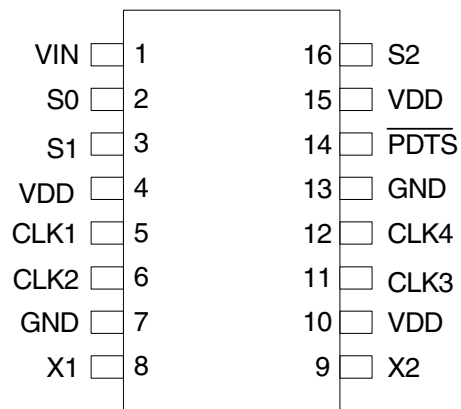 VIN 1 16 S2
S0 2 15 VDD
S1 3 14 PDTS
VDD 4 13 GND
CLK1 5 12 CLK4
CLK2 6 11 CLK3
GND 7 10 VDD
X1 8 9 X2